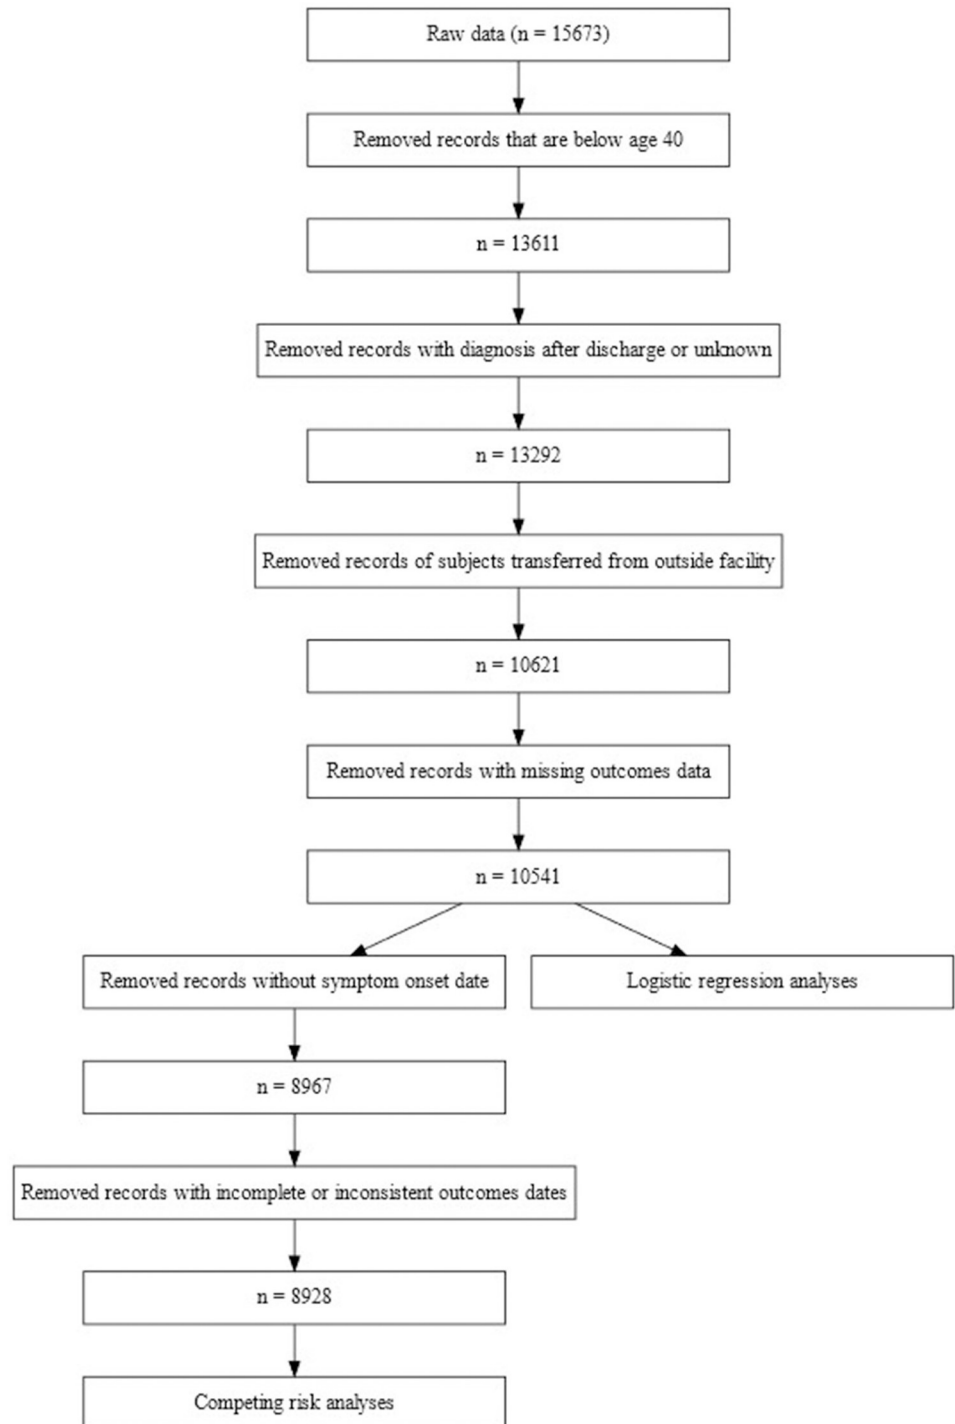 Raw data (n = 15673)
Removed records that are below age 40
n = 13611
Removed records with diagnosis after discharge or unknown
n = 13292
Removed records of subjects transferred from outside facility
n = 10621
Removed records with missing outcomes data
n = 10541
Removed records without symptom onset date
Logistic regression analyses
n = 8967
Removed records with incomplete or inconsistent outcomes dates
n = 8928
Competing risk analyses